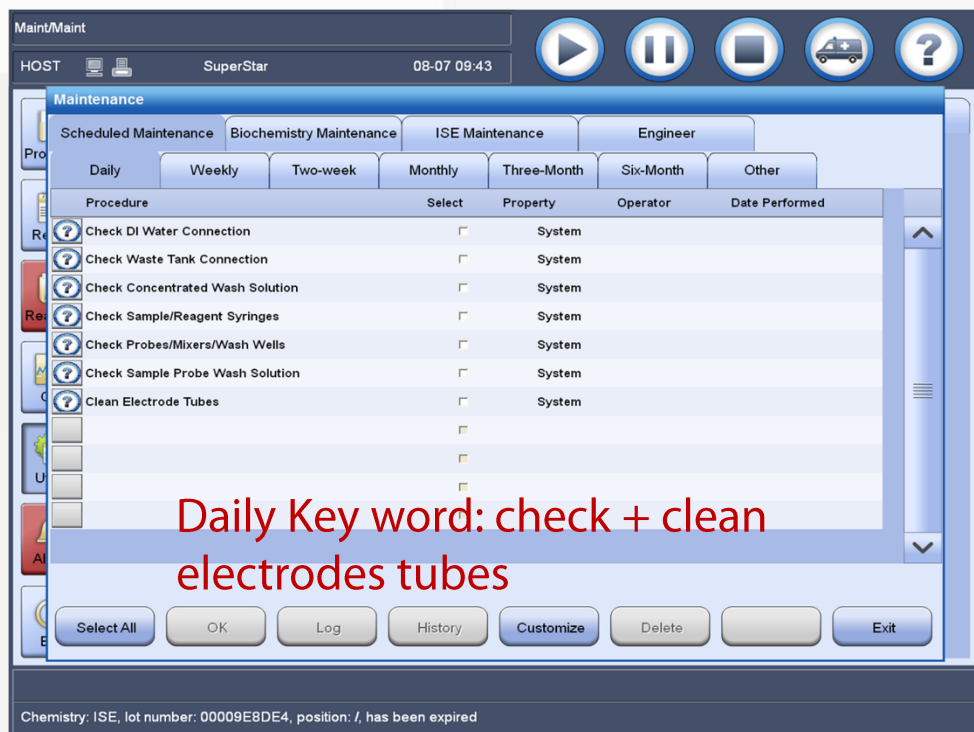 Maint/Maint
HOST SuperStar 08-07 09:43
Maintenance
Scheduled Maintenance Biochemistry Maintenance ISE Maintenance Engineer
Daily Weekly Two-week Monthly Three-Month Six-Month Other
Procedure Select Property Operator Date Performed
? Check DI Water Connection System
? Check Waste Tank Connection System
? Check Concentrated Wash Solution System
? Check Sample/Reagent Syringes System
? Check Probes/Mixers/Wash Wells System
? Check Sample Probe Wash Solution System
? Clean Electrode Tubes System
Daily Key word: check + clean
electrodes tubes
Select All OK Log History Customize Delete Exit
Chemistry: ISE, lot number: 00009E8DE4, position: /, has been expired